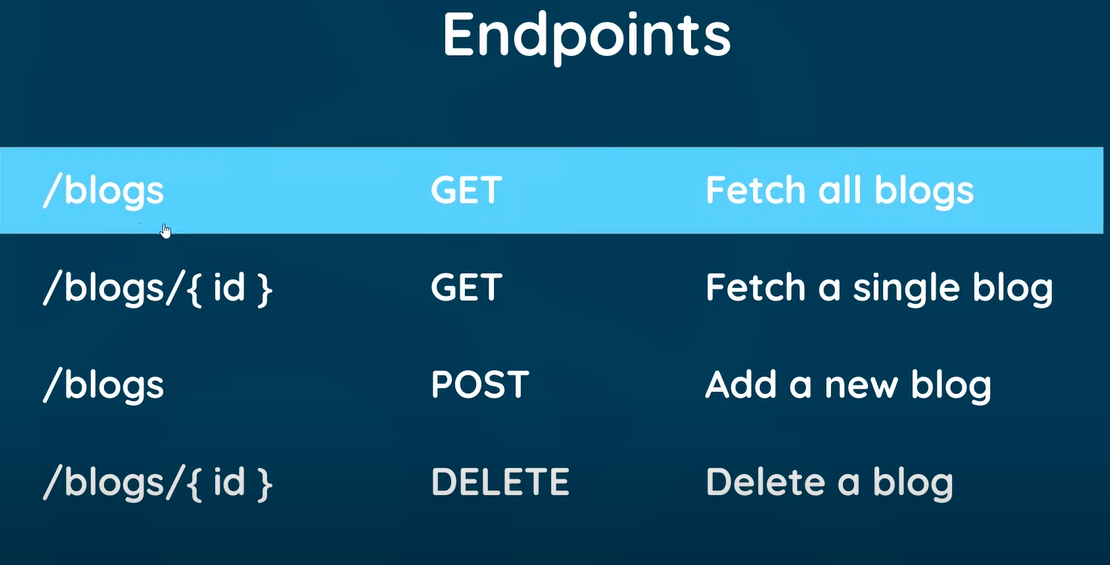 Endpoints
/blogs GET Fetch all blogs
/blogs/{ id } GET Fetch a single blog
/blogs POST Add a new blog
/blogs/{ id } DELETE Delete a blog